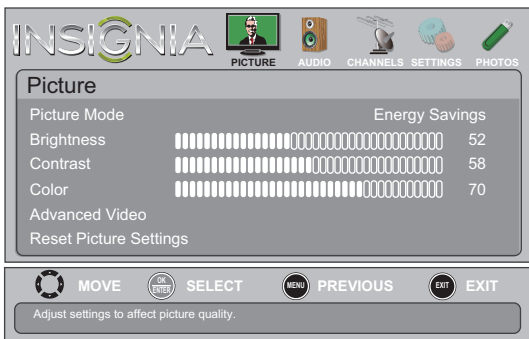 INSIGNIA
PICTURE AUDIO CHANNELS SETTINGS PHOTOS
Picture
Picture Mode Energy Savings
Brightness 52
Contrast 58
Color 70
Advanced Video
Reset Picture Settings
MOVE OK ENTER SELECT MENU PREVIOUS EXIT EXIT
Adjust settings to affect picture quality.